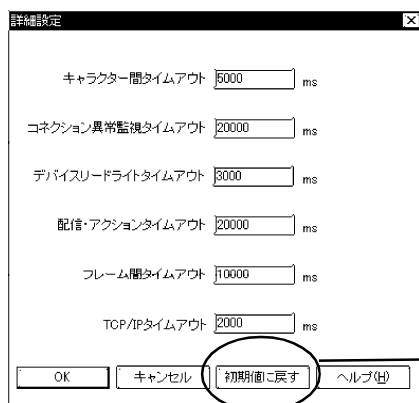 詳細設定
キャラクター間タイムアウト 5000 ms
コネクション異常監視タイムアウト 20000 ms
デバイスリードライトタイムアウト 3000 ms
配信・アクションタイムアウト 20000 ms
フレーム間タイムアウト 10000 ms
TCP/IPタイムアウト 2000 ms
OK キャンセル 初期値に戻す ヘルプ(H)